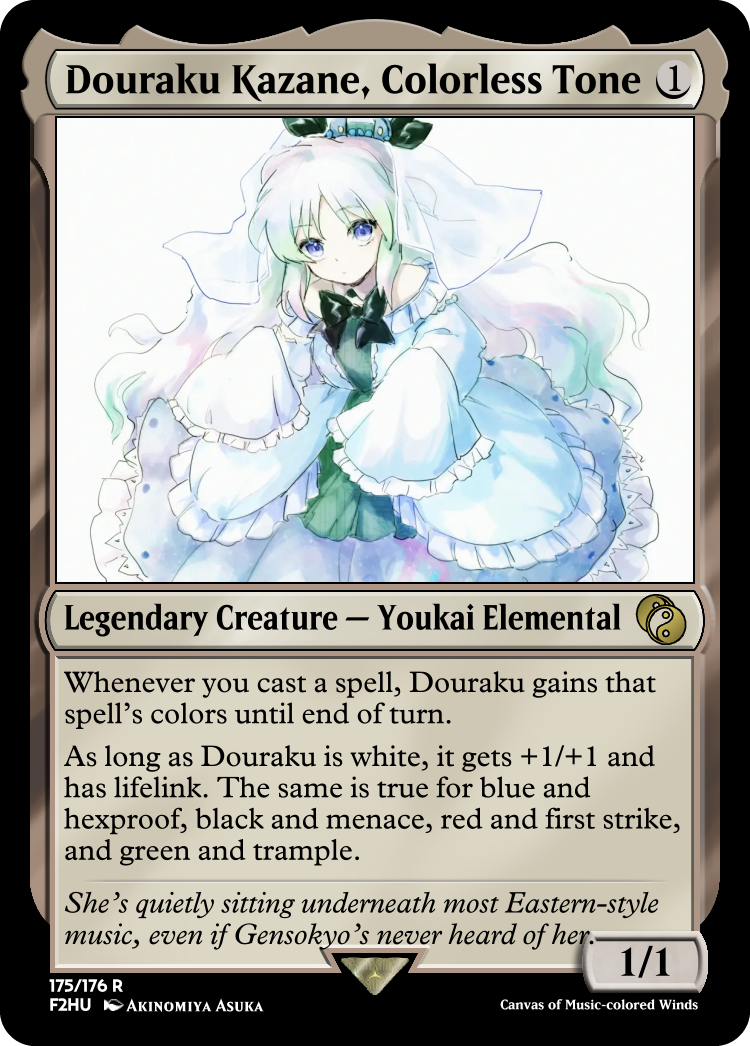 Douraku Kazane, Colorless Tone 1
Legendary Creature — Youkai Elemental
Whenever you cast a spell, Douraku gains that
spell's colors until end of turn.
As long as Douraku is white, it gets +1/+1 and
has lifelink. The same is true for blue and
hexproof, black and menace, red and first strike,
and green and trample.
She's quietly sitting underneath most Eastern-style
music, even if Gensokyo's never heard of her.
1/1
175/176 R
F2HU Akinomiya Asuka
Canvas of Music-colored Winds